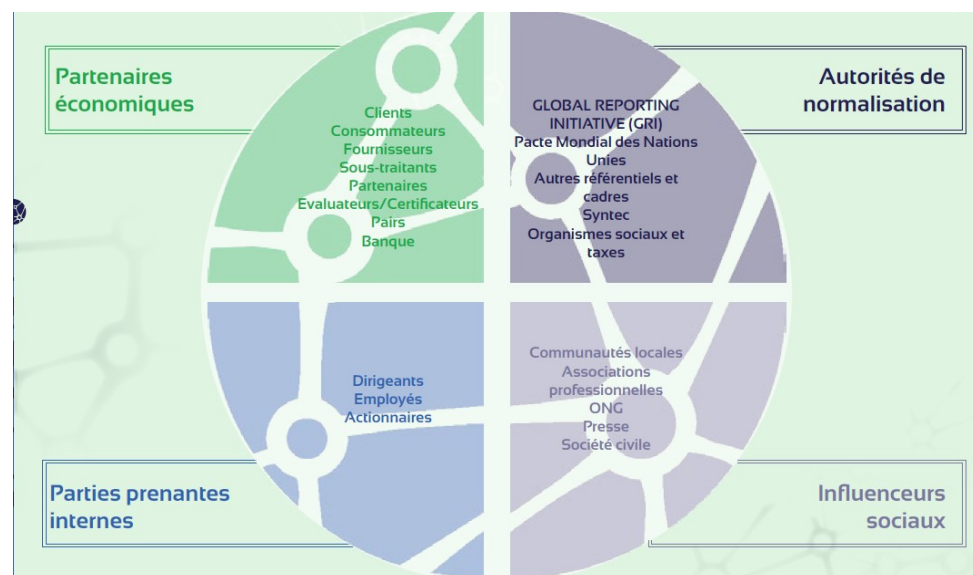 Partenaires
économiques
Clients
Consommateurs
Fournisseurs
Sous-traitants
Partenaires
Evaluateurs/Certificateurs
Pairs
Banque
GLOBAL REPORTING
INITIATIVE (GRI)
Pacte Mondial des Nations
Unies
Autres référentiels et
cadres
Syntec
Organismes sociaux et
taxes
Autorités de
normalisation
Parties prenantes
internes
Dirigeants
Employés
Actionnaires
Communautés locales
Associations
professionnelles
ONG
Presse
Société civile
Influenceurs
sociaux